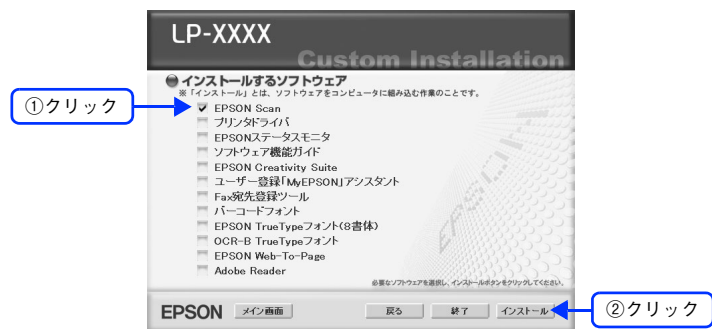 LP-XXXX
Custom Installation
インストールするソフトウェア
※「インストール」とは、ソフトウェアをコンピュータに組み込む作業のことです。
①クリック
EPSON Scan
プリンタドライバ
EPSONステータスモニタ
ソフトウェア機能ガイド
EPSON Creativity Suite
ユーザー登録「MyEPSON」アシスタント
Fax宛先登録ツール
バーコードフォント
EPSON TrueTypeフォント(8書体)
OCR-B TrueTypeフォント
EPSON Web-To-Page
Adobe Reader
EPSON
必要なソフトウェアを選択し、インストールボタンをクリックしてください。
EPSON
メイン画面
戻る
終了
インストール
②クリック